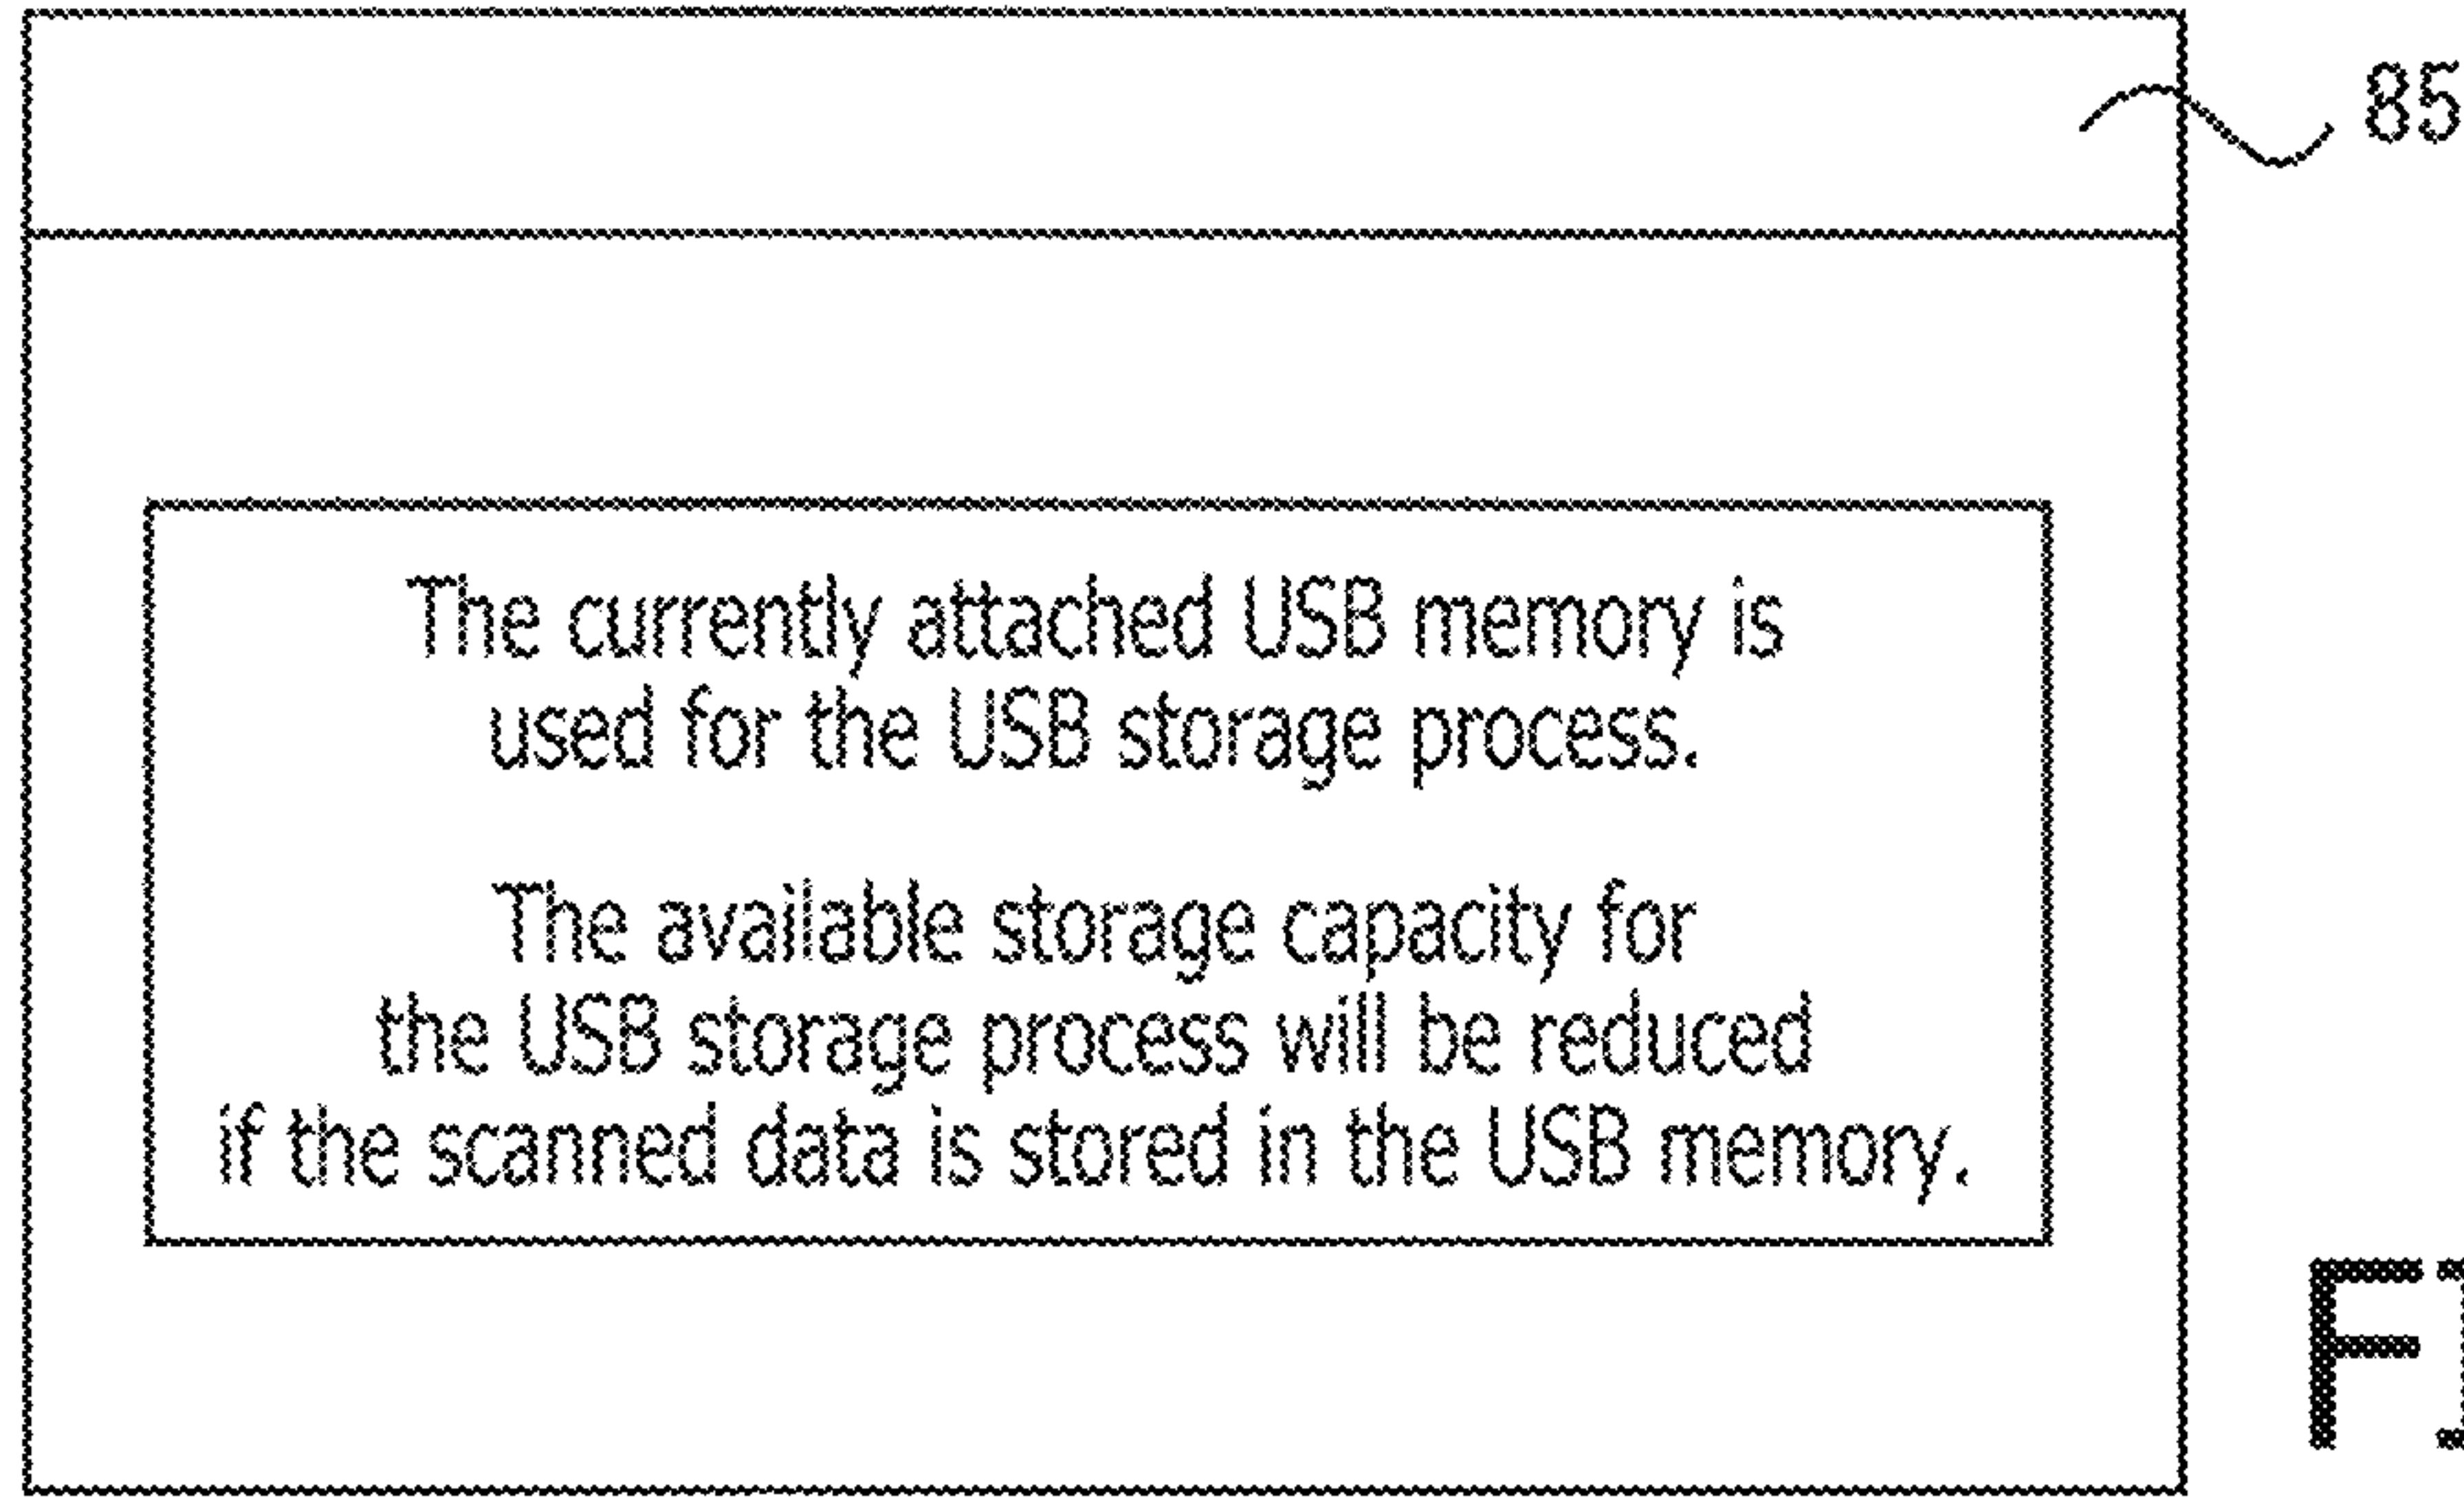 85
The currently attached USB memory is
used for the USB storage process.
The available storage capacity for
the USB storage process will be reduced
if the scanned data is stored in the USB memory.